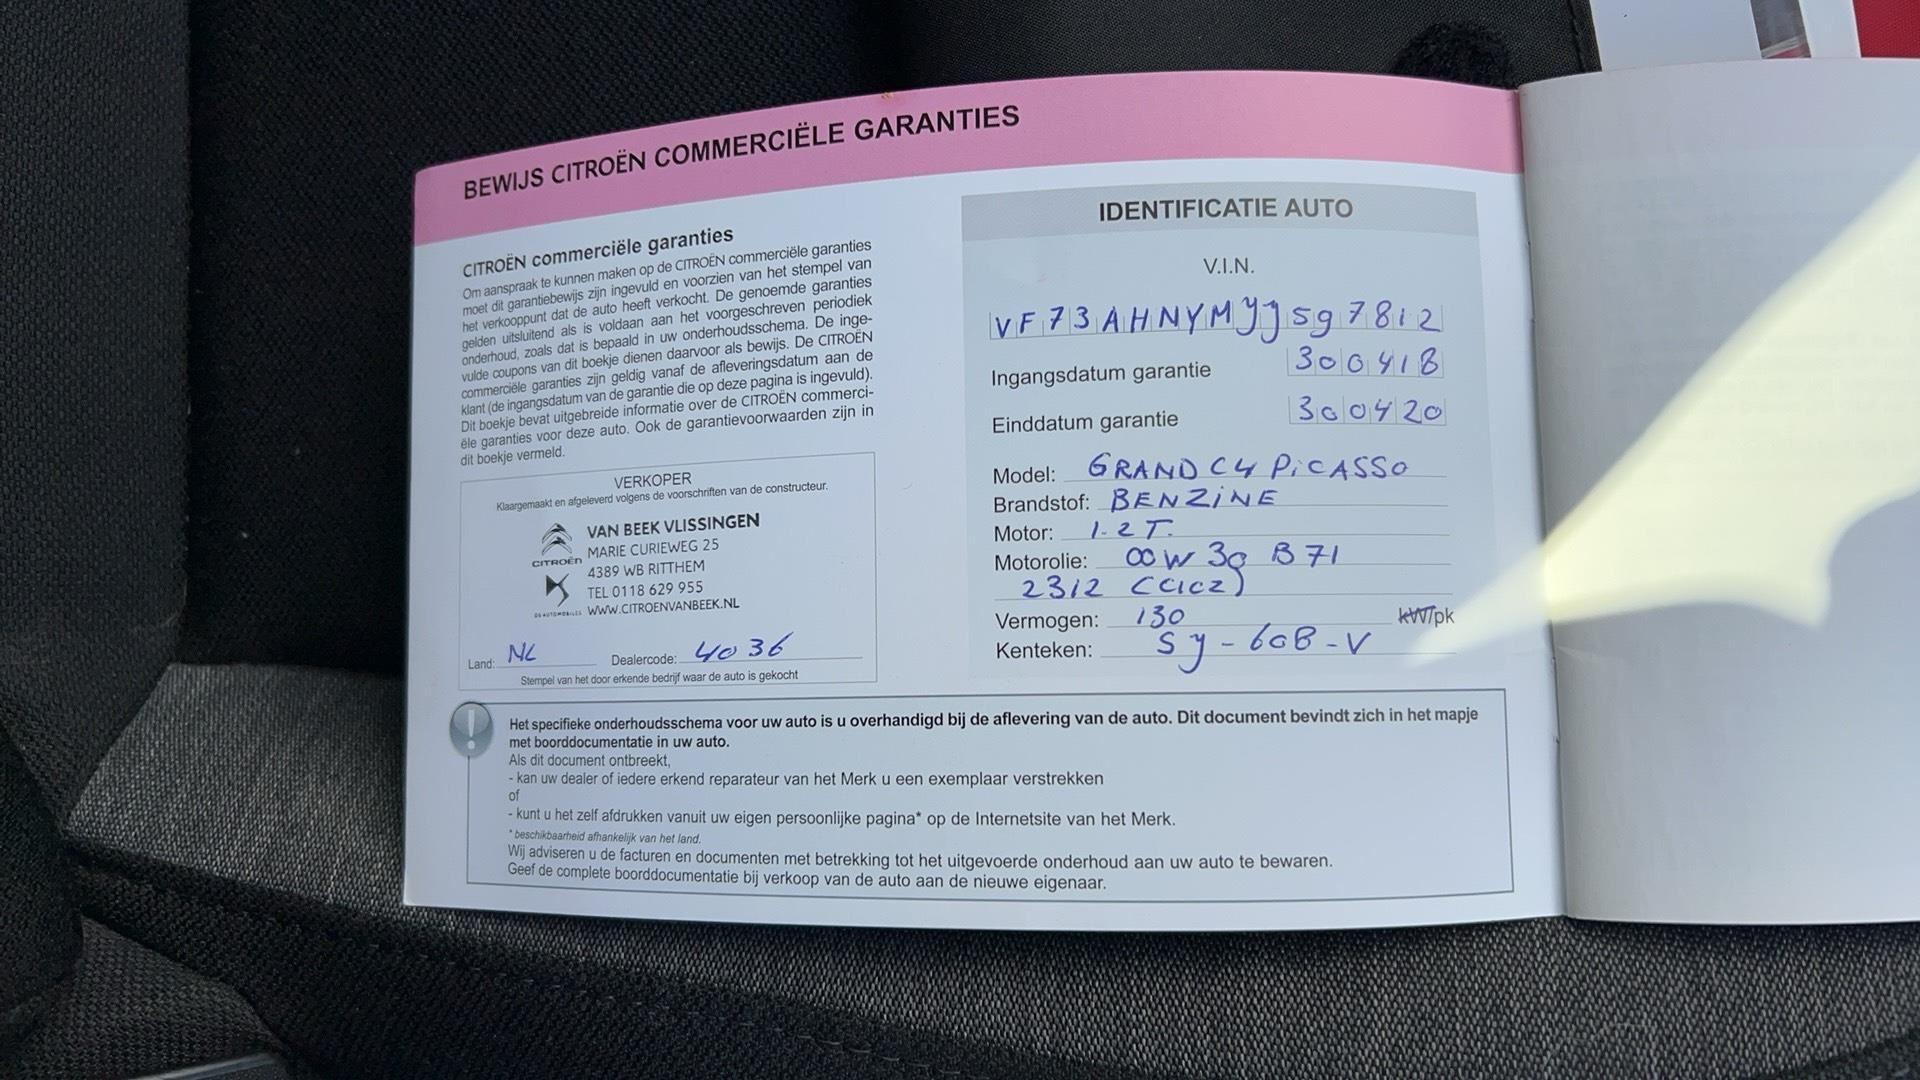 BEWIJS CITROËN COMMERCIËLE GARANTIES
CITROËN commerciële garanties
Om aanspraak te kunnen maken op de CITROËN commerciële garanties
moet dit garantiebewijs zijn ingevuld en voorzien van het stempel van
het verkooppunt dat de auto heeft verkocht. De genoemde garanties
gelden uitsluitend als is voldaan aan het voorgeschreven periodiek
onderhoud, zoals dat is bepaald in uw onderhoudsschema. De inge-
vulde coupons van dit boekje dienen daarvoor als bewijs. De CITROËN
commerciële garanties zijn geldig vanaf de afleveringsdatum aan de
klant (de ingangsdatum van de garantie die op deze pagina is ingevuld).
Dit boekje bevat uitgebreide informatie over de CITROËN commerci-
ële garanties voor deze auto. Ook de garantievoorwaarden zijn in
dit boekje vermeld.
VERKOPER
Klaargemaakt en afgeleverd volgens de voorschriften van de constructeur.
VAN BEEK VLISSINGEN
MARIE CURIEWEG 25
CITROËN
4389 WB RITTHEM
TEL 0118 629 955
DS AUTOMOBILES WWW.CITROENVANBEEK.NL
Land: NL Dealercode: 4036
Stempel van het door erkende bedrijf waar de auto is gekocht
IDENTIFICATIE AUTO
V.I.N.
VF73AHNYMJJ597812
Ingangsdatum garantie 300418
Einddatum garantie 300420
Model: GRAND C4 PiCASSO
Brandstof: BENZiNE
Motor: 1.2T.
Motorolie: 00W30 B71
2312 (C1C2)
Vermogen: 130 kW/pk
Kenteken: SJ-608-V
Het specifieke onderhoudsschema voor uw auto is u overhandigd bij de aflevering van de auto. Dit document bevindt zich in het mapje
met boorddocumentatie in uw auto.
Als dit document ontbreekt,
- kan uw dealer of iedere erkend reparateur van het Merk u een exemplaar verstrekken
of
- kunt u het zelf afdrukken vanuit uw eigen persoonlijke pagina* op de Internetsite van het Merk.
* beschikbaarheid afhankelijk van het land.
Wij adviseren u de facturen en documenten met betrekking tot het uitgevoerde onderhoud aan uw auto te bewaren.
Geef de complete boorddocumentatie bij verkoop van de auto aan de nieuwe eigenaar.